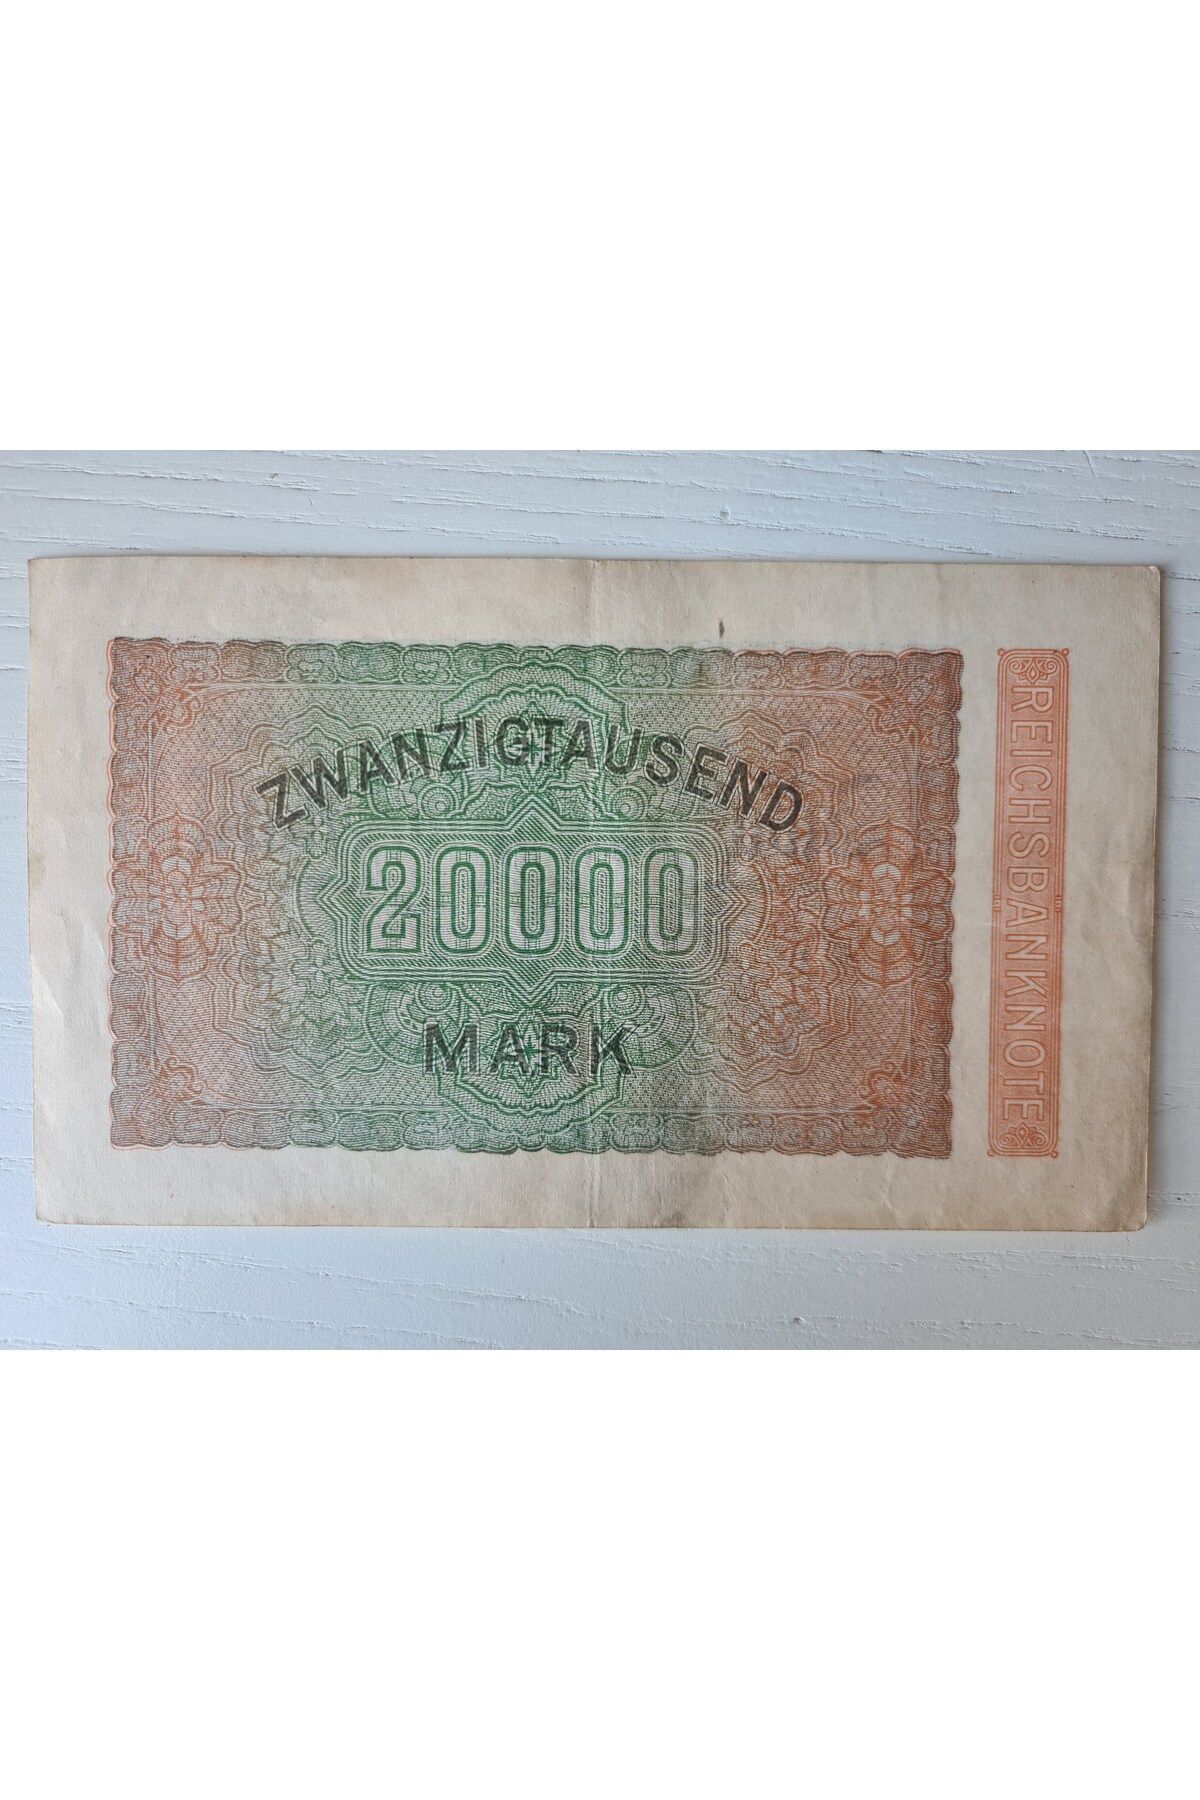 ZWANZIGTAUSEND
20000
MARK
REICHSBANKNOTE